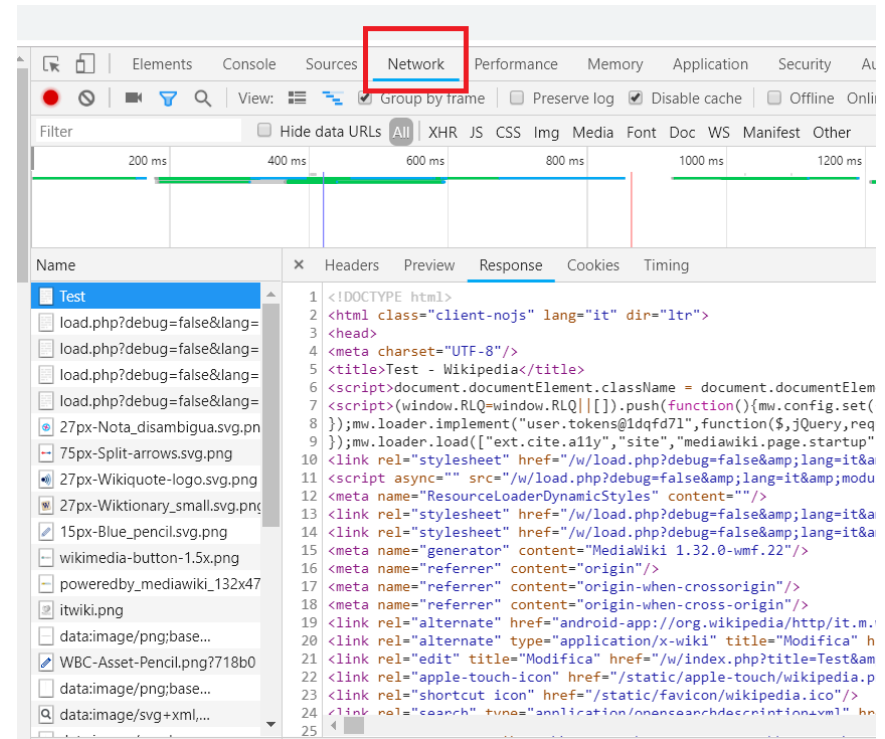 Elements Console Sources Network Performance Memory Application Security Au
View: Group by frame Preserve log Disable cache Offline Onli
Filter Hide data URLs All XHR JS CSS Img Media Font Doc WS Manifest Other
200 ms 400 ms 600 ms 800 ms 1000 ms 1200 ms
Name
Test
load.php?debug=false&lang=
load.php?debug=false&lang=
load.php?debug=false&lang=
load.php?debug=false&lang=
27px-Nota_disambigua.svg.pn
75px-Split-arrows.svg.png
27px-Wikiquote-logo.svg.png
27px-Wiktionary_small.svg.png
15px-Blue_pencil.svg.png
wikimedia-button-1.5x.png
poweredby_mediawiki_132x47
itwiki.png
data:image/png;base...
WBC-Asset-Pencil.png?718b0
data:image/png;base...
data:image/svg+xml,...
× Headers Preview Response Cookies Timing
1 <!DOCTYPE html>
2 <html class="client-nojs" lang="it" dir="ltr">
3 <head>
4 <meta charset="UTF-8"/>
5 <title>Test - Wikipedia</title>
6 <script>document.documentElement.className = document.documentElem
7 <script>(window.RLQ=window.RLQ||[]).push(function(){mw.config.set(
8 });mw.loader.implement("user.tokens@1dqfd7l",function($,jQuery,req
9 });mw.loader.load(["ext.cite.a11y","site","mediawiki.page.startup"
10 <link rel="stylesheet" href="/w/load.php?debug=false&amp;lang=it&a
11 <script async="" src="/w/load.php?debug=false&amp;lang=it&amp;modu
12 <meta name="ResourceLoaderDynamicStyles" content=""/>
13 <link rel="stylesheet" href="/w/load.php?debug=false&amp;lang=it&a
14 <link rel="stylesheet" href="/w/load.php?debug=false&amp;lang=it&a
15 <meta name="generator" content="MediaWiki 1.32.0-wmf.22"/>
16 <meta name="referrer" content="origin"/>
17 <meta name="referrer" content="origin-when-crossorigin"/>
18 <meta name="referrer" content="origin-when-cross-origin"/>
19 <link rel="alternate" href="android-app://org.wikipedia/http/it.m.
20 <link rel="alternate" type="application/x-wiki" title="Modifica" h
21 <link rel="edit" title="Modifica" href="/w/index.php?title=Test&am
22 <link rel="apple-touch-icon" href="/static/apple-touch/wikipedia.p
23 <link rel="shortcut icon" href="/static/favicon/wikipedia.ico"/>
24 <link rel="search" type="application/opensearchdescription+xml" hr
25